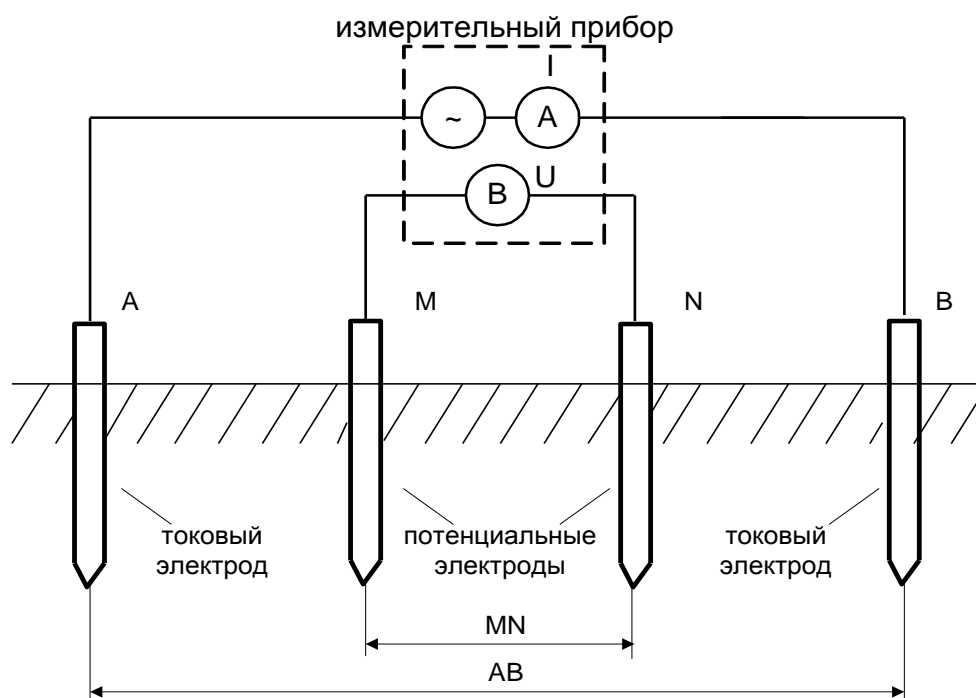 измерительный прибор
I
~
A
B
U
A
M
N
B
токовый
электрод
потенциальные
электроды
токовый
электрод
MN
AB